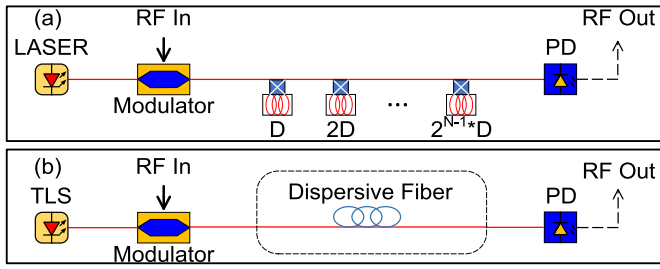 (a)
RF In
RF Out
LASER
PD
Modulator
D
2D
...
2^{N-1}*D
(b)
RF In
RF Out
TLS
Dispersive Fiber
PD
Modulator